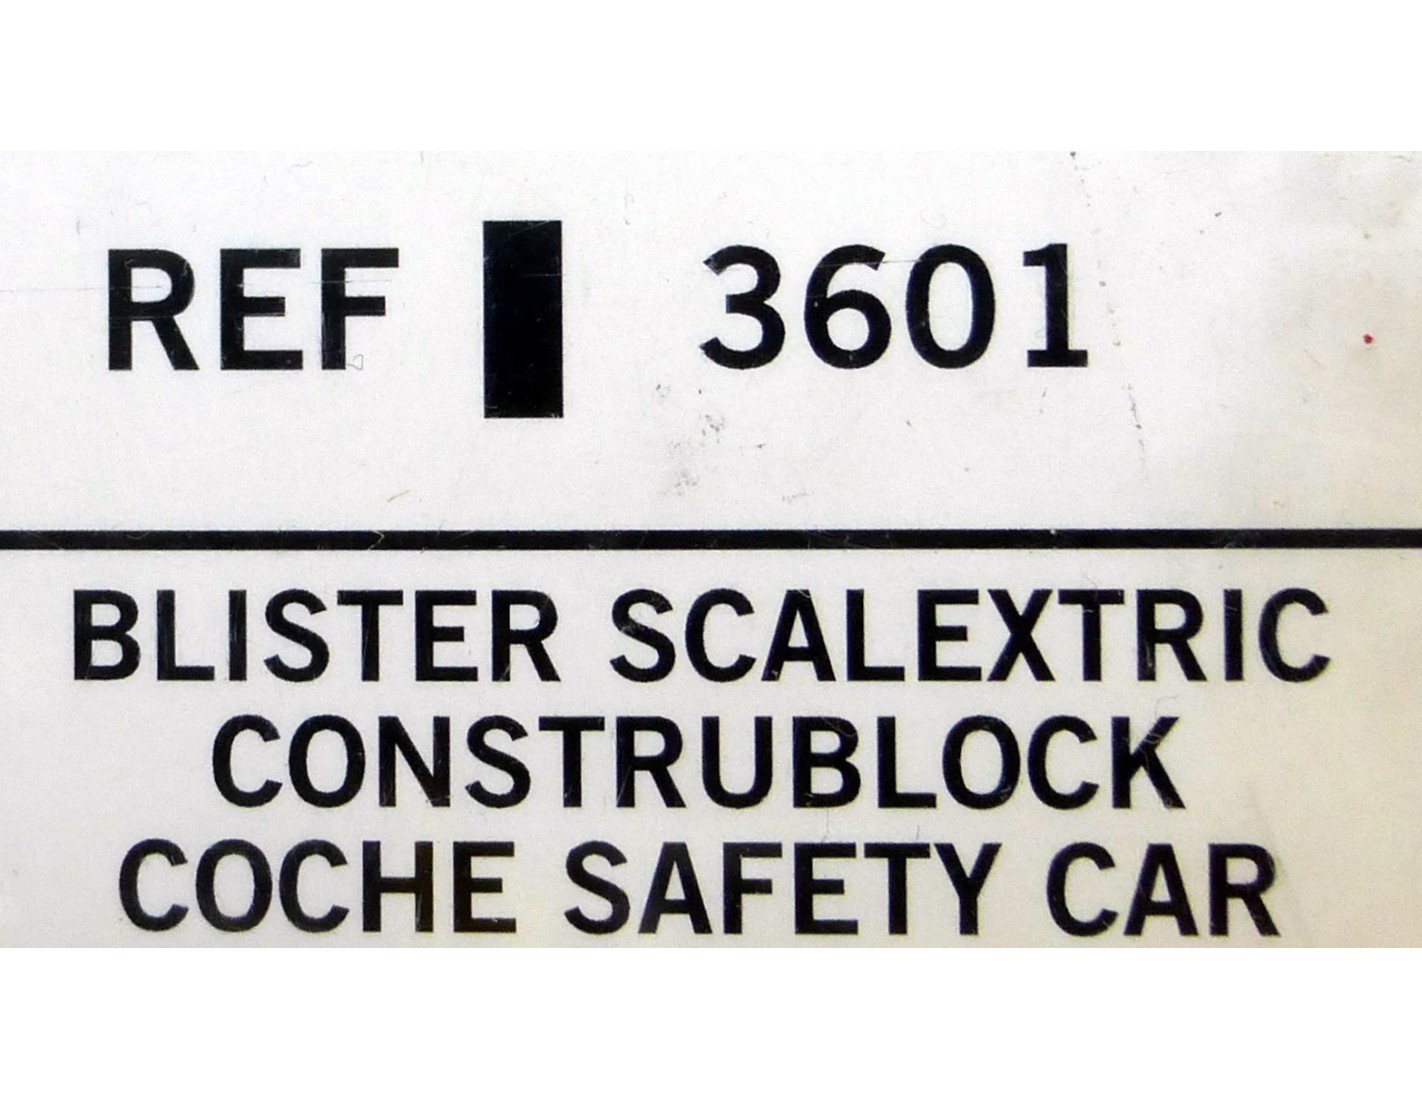 REF 3601
BLISTER SCALEXTRIC
CONSTRUBLOCK
COCHE SAFETY CAR